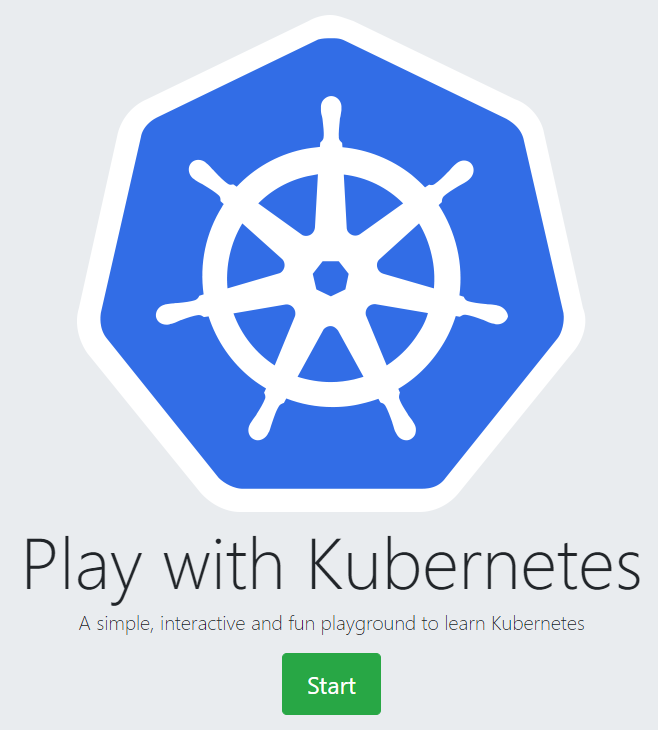 Play with Kubernetes
A simple, interactive and fun playground to learn Kubernetes
Start